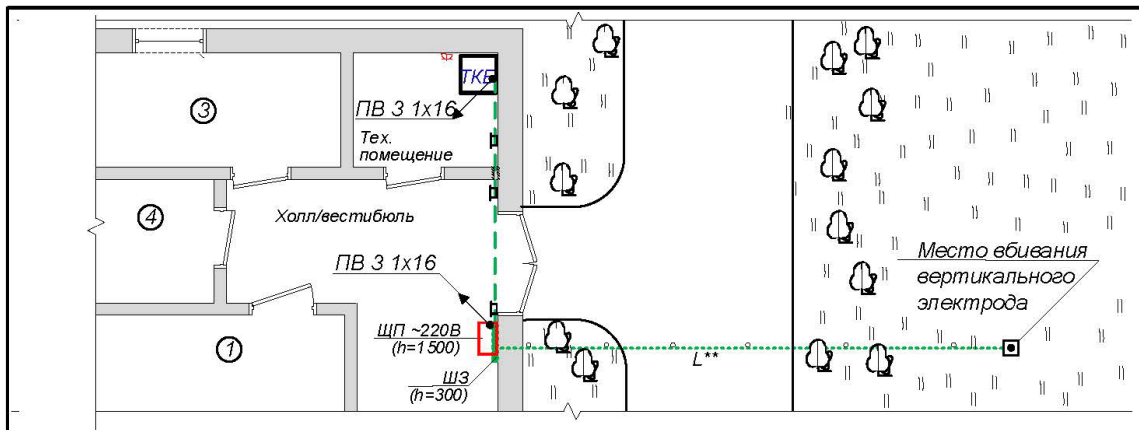 ТКБ
3
ПВ 3 1х16
Тех.
помещение
4
Холл/вестибюль
Место вбивания
вертикального
электрода
ПВ 3 1х16
ЩП ~220В
(h=1500)
1
L**
ШЗ
(h=300)